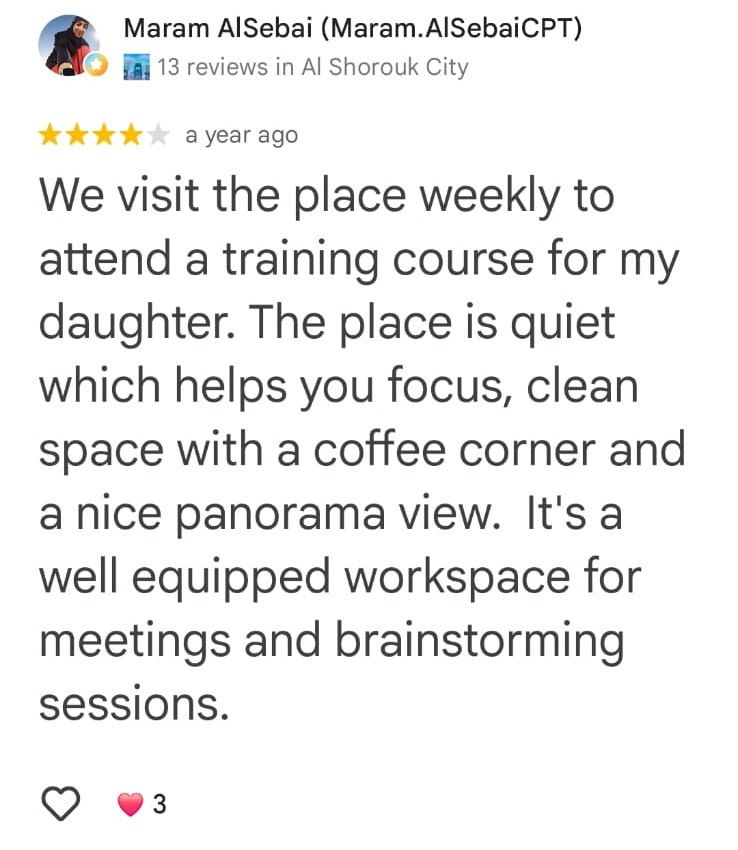 Maram AlSebai (Maram.AlSebaiCPT)
13 reviews in Al Shorouk City
a year ago
We visit the place weekly to
attend a training course for my
daughter. The place is quiet
which helps you focus, clean
space with a coffee corner and
a nice panorama view.  It's a
well equipped workspace for
meetings and brainstorming
sessions.
3